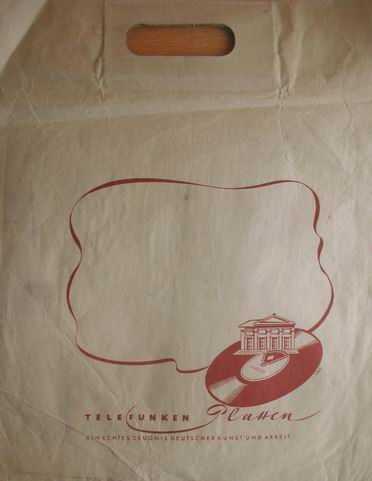 TELEFUNKEN Platten
EIN ECHTES ZEUGNIS DEUTSCHER KUNST UND ARBEIT